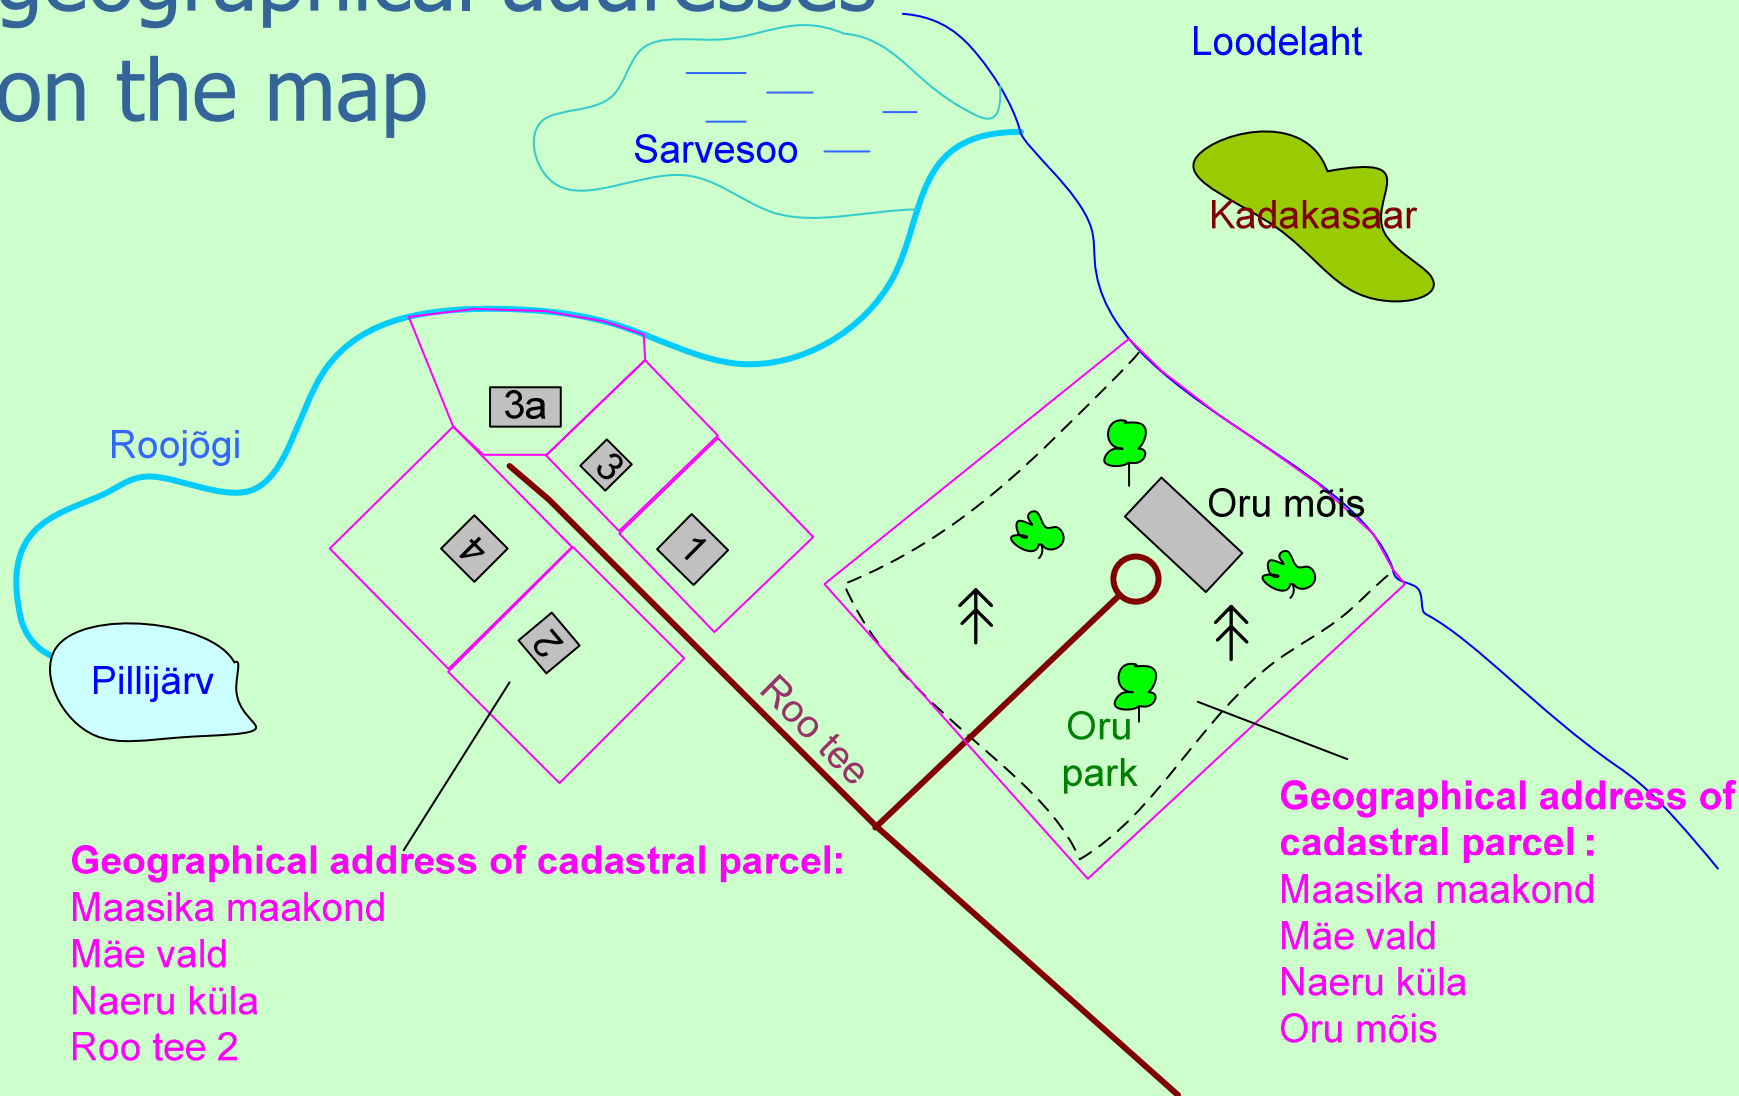 geographical addresses
on the map
Loodelaht
Sarvesoo
Kadakasaar
3a
Roojõgi
3
Oru mõis
4
1
2
Pillijärv
Roo tee
Oru
park
Geographical address of
cadastral parcel :
Maasika maakond
Mäe vald
Naeru küla
Oru mõis
Geographical address of cadastral parcel:
Maasika maakond
Mäe vald
Naeru küla
Roo tee 2